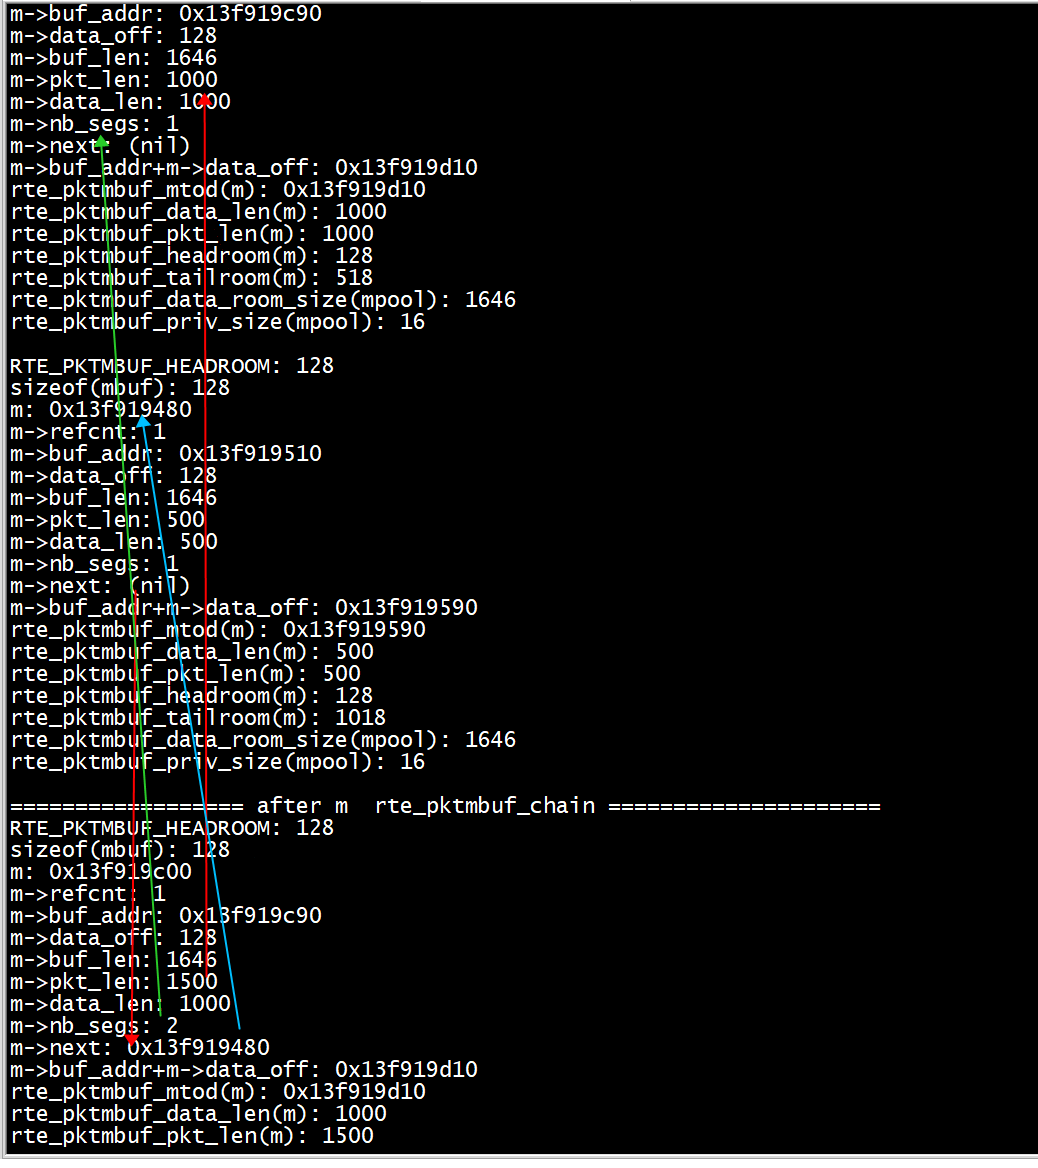 m->buf_addr: 0x13f919c90
m->data_off: 128
m->buf_len: 1646
m->pkt_len: 1000
m->data_len: 1000
m->nb_segs: 1
m->next: (nil)
m->buf_addr+m->data_off: 0x13f919d10
rte_pktmbuf_mtod(m): 0x13f919d10
rte_pktmbuf_data_len(m): 1000
rte_pktmbuf_pkt_len(m): 1000
rte_pktmbuf_headroom(m): 128
rte_pktmbuf_tailroom(m): 518
rte_pktmbuf_data_room_size(mpool): 1646
rte_pktmbuf_priv_size(mpool): 16

RTE_PKTMBUF_HEADROOM: 128
sizeof(mbuf): 128
m: 0x13f919480
m->refcnt: 1
m->buf_addr: 0x13f919510
m->data_off: 128
m->buf_len: 1646
m->pkt_len: 500
m->data_len: 500
m->nb_segs: 1
m->next: (nil)
m->buf_addr+m->data_off: 0x13f919590
rte_pktmbuf_mtod(m): 0x13f919590
rte_pktmbuf_data_len(m): 500
rte_pktmbuf_pkt_len(m): 500
rte_pktmbuf_headroom(m): 128
rte_pktmbuf_tailroom(m): 1018
rte_pktmbuf_data_room_size(mpool): 1646
rte_pktmbuf_priv_size(mpool): 16

================== after m  rte_pktmbuf_chain =====================
RTE_PKTMBUF_HEADROOM: 128
sizeof(mbuf): 128
m: 0x13f919c00
m->refcnt: 1
m->buf_addr: 0x13f919c90
m->data_off: 128
m->buf_len: 1646
m->pkt_len: 1500
m->data_len: 1000
m->nb_segs: 2
m->next: 0x13f919480
m->buf_addr+m->data_off: 0x13f919d10
rte_pktmbuf_mtod(m): 0x13f919d10
rte_pktmbuf_data_len(m): 1000
rte_pktmbuf_pkt_len(m): 1500